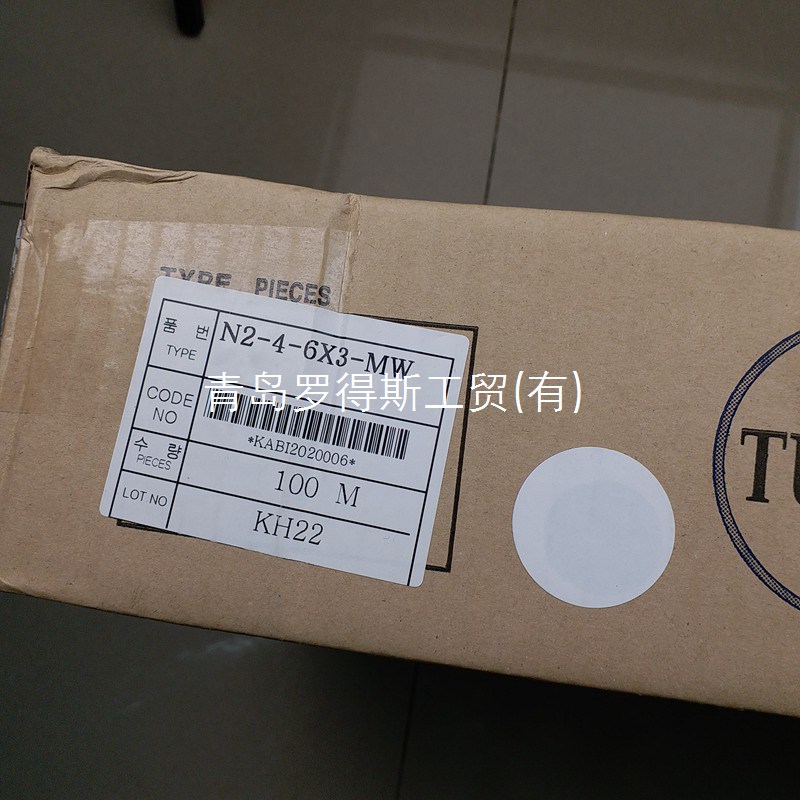 TYPE PIECES
품 번
TYPE
N2-4-6X3-MW
青岛罗得斯工贸(有)
CODE
NO
*KABI2020006*
수 량
PIECES
100 M
LOT NO
KH22